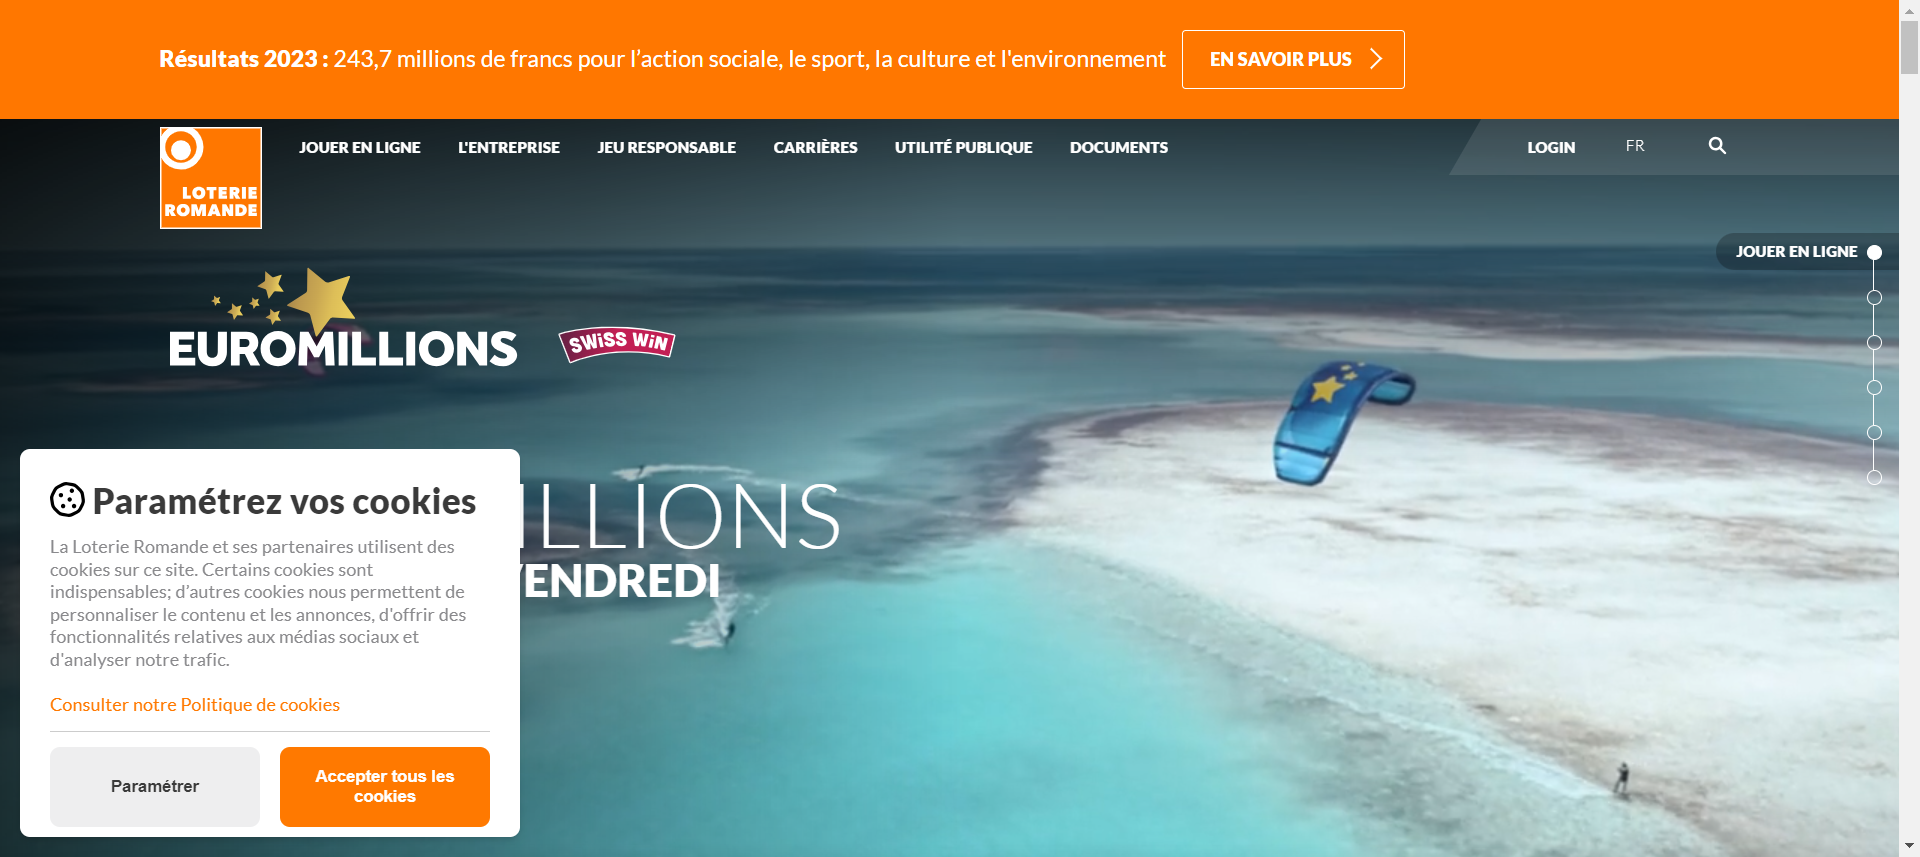 Résultats 2023 : 243,7 millions de francs pour l’action sociale, le sport, la culture et l'environnement
EN SAVOIR PLUS
LOTERIE
ROMANDE
JOUER EN LIGNE
L'ENTREPRISE
JEU RESPONSABLE
CARRIÈRES
UTILITÉ PUBLIQUE
DOCUMENTS
LOGIN
FR
JOUER EN LIGNE
EUROMILLIONS
SWiSS WiN
ILLIONS
VENDREDI
Paramétrez vos cookies
La Loterie Romande et ses partenaires utilisent des
cookies sur ce site. Certains cookies sont
indispensables; d’autres cookies nous permettent de
personnaliser le contenu et les annonces, d'offrir des
fonctionnalités relatives aux médias sociaux et
d'analyser notre trafic.
Consulter notre Politique de cookies
Paramétrer
Accepter tous les
cookies